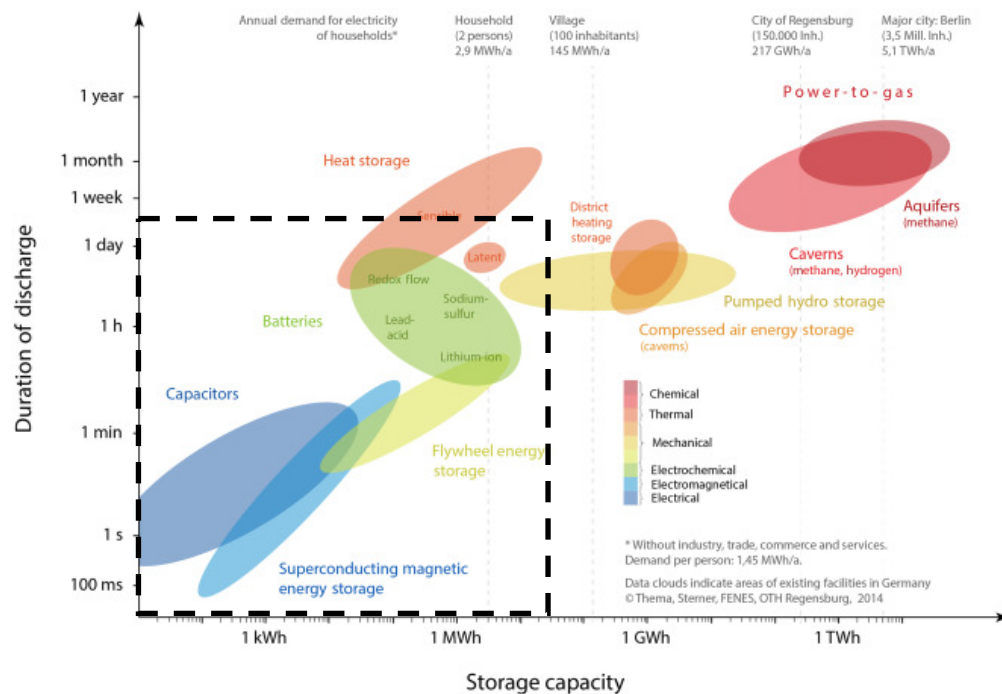 Annual demand for electricity
of households*
Household
(2 persons)
2,9 MWh/a
Village
(100 inhabitants)
145 MWh/a
City of Regensburg
(150.000 Inh.)
217 GWh/a
Major city: Berlin
(3,5 Mill. Inh.)
5,1 TWh/a
Duration of discharge
1 year
1 month
1 week
1 day
1 h
1 min
1 s
100 ms
Power-to-gas
Heat storage
Sensible
Aquifers
(methane)
District
heating
storage
Latent
Caverns
(methane, hydrogen)
Redox flow
Sodium-
sulfur
Pumped hydro storage
Batteries
Lead-
acid
Compressed air energy storage
(caverns)
Lithium-ion
Capacitors
Flywheel energy
storage
Superconducting magnetic
energy storage
Chemical
Thermal
Mechanical
Electrochemical
Electromagnetical
Electrical
* Without industry, trade, commerce and services.
Demand per person: 1,45 MWh/a.
Data clouds indicate areas of existing facilities in Germany
© Thema, Sterner, FENES, OTH Regensburg, 2014
1 kWh
1 MWh
1 GWh
1 TWh
Storage capacity